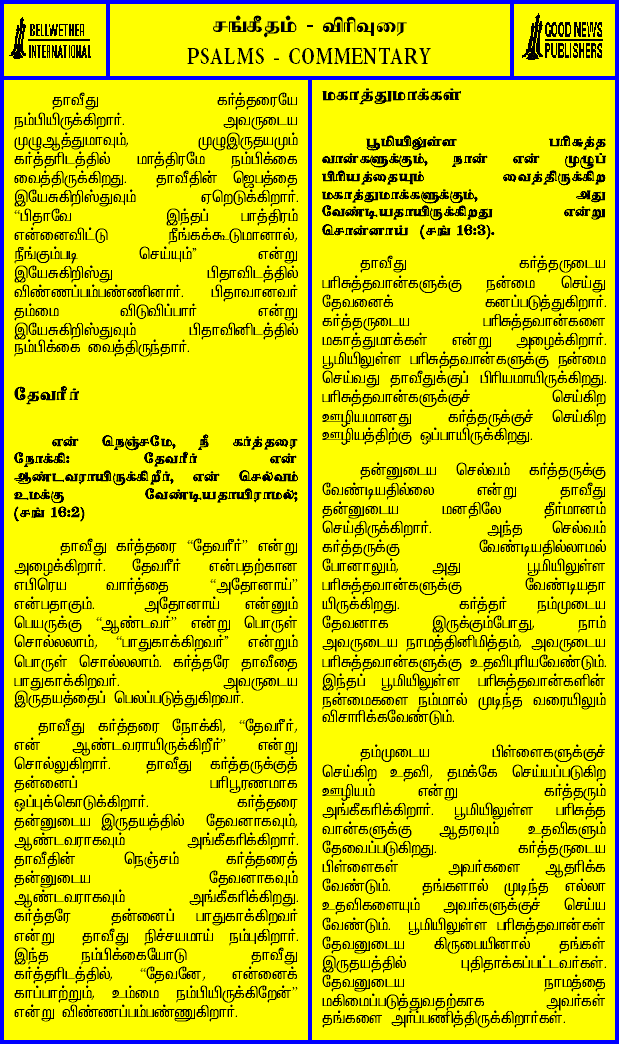 BELLWETHER
INTERNATIONAL
சங்கீதம் - விரிவுரை
PSALMS - COMMENTARY
GOOD NEWS
PUBLISHERS
தாவீது கர்த்தரையே
நம்பியிருக்கிறார். அவருடைய
முழுஆத்துமாவும், முழுஇருதயமும்
கர்த்தரிடத்தில் மாத்திரமே நம்பிக்கை
வைத்திருக்கிறது. தாவீதின் ஜெபத்தை
இயேசுகிறிஸ்துவும் ஏறெடுக்கிறார்.
“பிதாவே இந்தப் பாத்திரம்
என்னைவிட்டு நீங்கக்கூடுமானால்,
நீங்கும்படி செய்யும்” என்று
இயேசுகிறிஸ்து பிதாவிடத்தில்
விண்ணப்பம்பண்ணினார். பிதாவானவர்
தம்மை விடுவிப்பார் என்று
இயேசுகிறிஸ்துவும் பிதாவினிடத்தில்
நம்பிக்கை வைத்திருந்தார்.
தேவரீர்
என் நெஞ்சமே, நீ கர்த்தரை
நோக்கி: தேவரீர் என்
ஆண்டவராயிருக்கிறீர், என் செல்வம்
உமக்கு வேண்டியதாயிராமல்;
(சங் 16:2)
தாவீது கர்த்தரை “தேவரீர்” என்று
அழைக்கிறார். தேவரீர் என்பதற்கான
எபிரெய வார்த்தை “அதோனாய்”
என்பதாகும். அதோனாய் என்னும்
பெயருக்கு “ஆண்டவர்” என்று பொருள்
சொல்லலாம், “பாதுகாக்கிறவர்” என்றும்
பொருள் சொல்லலாம். கர்த்தரே தாவீதை
பாதுகாக்கிறவர். அவருடைய
இருதயத்தைப் பெலப்படுத்துகிறவர்.
தாவீது கர்த்தரை நோக்கி, “தேவரீர்,
என் ஆண்டவராயிருக்கிறீர்” என்று
சொல்லுகிறார். தாவீது கர்த்தருக்குத்
தன்னைப் பரிபூரணமாக
ஒப்புக்கொடுக்கிறார். கர்த்தரை
தன்னுடைய இருதயத்தில் தேவனாகவும்,
ஆண்டவராகவும் அங்கீகரிக்கிறார்.
தாவீதின் நெஞ்சம் கர்த்தரைத்
தன்னுடைய தேவனாகவும்
ஆண்டவராகவும் அங்கீகரிக்கிறது.
கர்த்தரே தன்னைப் பாதுகாக்கிறவர்
என்று தாவீது நிச்சயமாய் நம்புகிறார்.
இந்த நம்பிக்கையோடு தாவீது
கர்த்தரிடத்தில், “தேவனே, என்னைக்
காப்பாற்றும், உம்மை நம்பியிருக்கிறேன்”
என்று விண்ணப்பம்பண்ணுகிறார்.
மகாத்துமாக்கள்
பூமியிலுள்ள பரிசுத்த
வான்களுக்கும், நான் என் முழுப்
பிரியத்தையும் வைத்திருக்கிற
மகாத்துமாக்களுக்கும், அது
வேண்டியதாயிருக்கிறது என்று
சொன்னாய் (சங் 16:3).
தாவீது கர்த்தருடைய
பரிசுத்தவான்களுக்கு நன்மை செய்து
தேவனைக் கனப்படுத்துகிறார்.
கர்த்தருடைய பரிசுத்தவான்களை
மகாத்துமாக்கள் என்று அழைக்கிறார்.
பூமியிலுள்ள பரிசுத்தவான்களுக்கு நன்மை
செய்வது தாவீதுக்குப் பிரியமாயிருக்கிறது.
பரிசுத்தவான்களுக்குச் செய்கிற
ஊழியமானது கர்த்தருக்குச் செய்கிற
ஊழியத்திற்கு ஒப்பாயிருக்கிறது.
தன்னுடைய செல்வம் கர்த்தருக்கு
வேண்டியதில்லை என்று தாவீது
தன்னுடைய மனதிலே தீர்மானம்
செய்திருக்கிறார். அந்த செல்வம்
கர்த்தருக்கு வேண்டியதில்லாமல்
போனாலும், அது பூமியிலுள்ள
பரிசுத்தவான்களுக்கு வேண்டியதா
யிருக்கிறது. கர்த்தர் நம்முடைய
தேவனாக இருக்கும்போது, நாம்
அவருடைய நாமத்தினிமித்தம், அவருடைய
பரிசுத்தவான்களுக்கு உதவிபுரியவேண்டும்.
இந்தப் பூமியிலுள்ள பரிசுத்தவான்களின்
நன்மைகளை நம்மால் முடிந்த வரையிலும்
விசாரிக்கவேண்டும்.
தம்முடைய பிள்ளைகளுக்குச்
செய்கிற உதவி, தமக்கே செய்யப்படுகிற
ஊழியம் என்று கர்த்தரும்
அங்கீகரிக்கிறார். பூமியிலுள்ள பரிசுத்த
வான்களுக்கு ஆதரவும் உதவிகளும்
தேவைப்படுகிறது. கர்த்தருடைய
பிள்ளைகள் அவர்களை ஆதரிக்க
வேண்டும். தங்களால் முடிந்த எல்லா
உதவிகளையும் அவர்களுக்குச் செய்ய
வேண்டும். பூமியிலுள்ள பரிசுத்தவான்கள்
தேவனுடைய கிருபையினால் தங்கள்
இருதயத்தில் புதிதாக்கப்பட்டவர்கள்.
தேவனுடைய நாமத்தை
மகிமைப்படுத்துவதற்காக அவர்கள்
தங்களை அர்ப்பணித்திருக்கிறார்கள்.